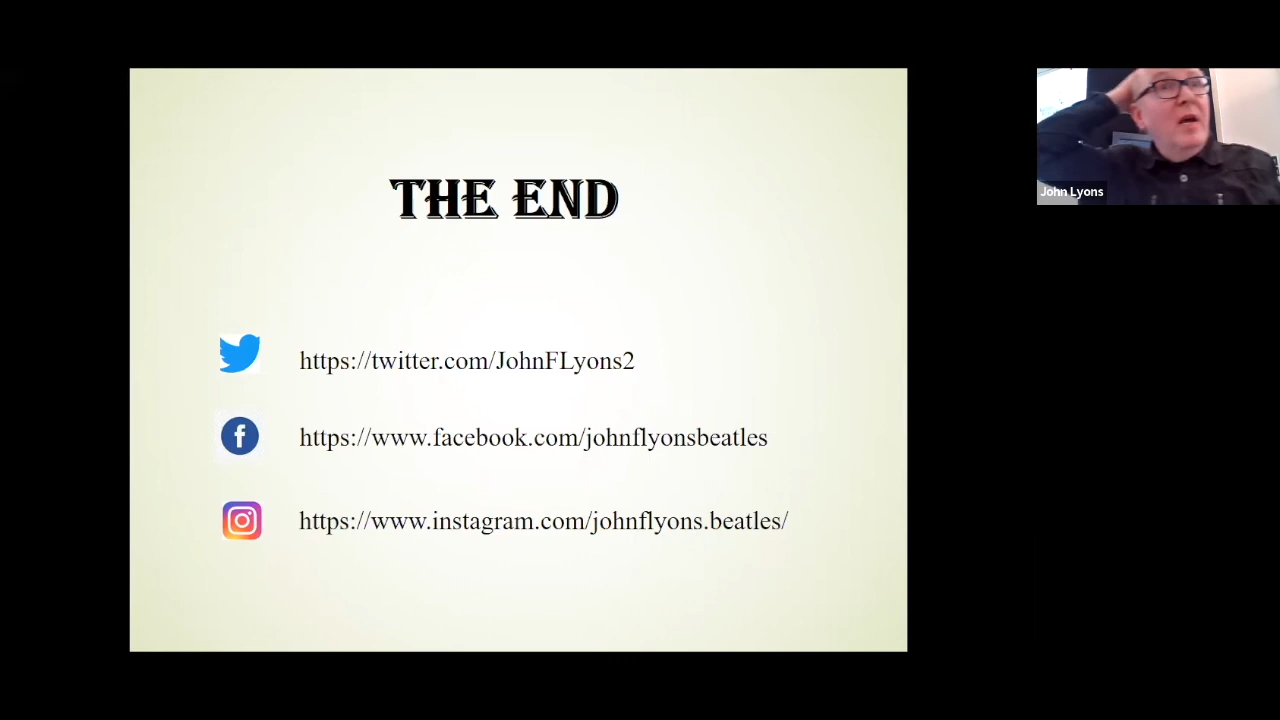 THE END
https://twitter.com/JohnFLyons2
https://www.facebook.com/johnflyonsbeatles
https://www.instagram.com/johnflyons.beatles/
John Lyons